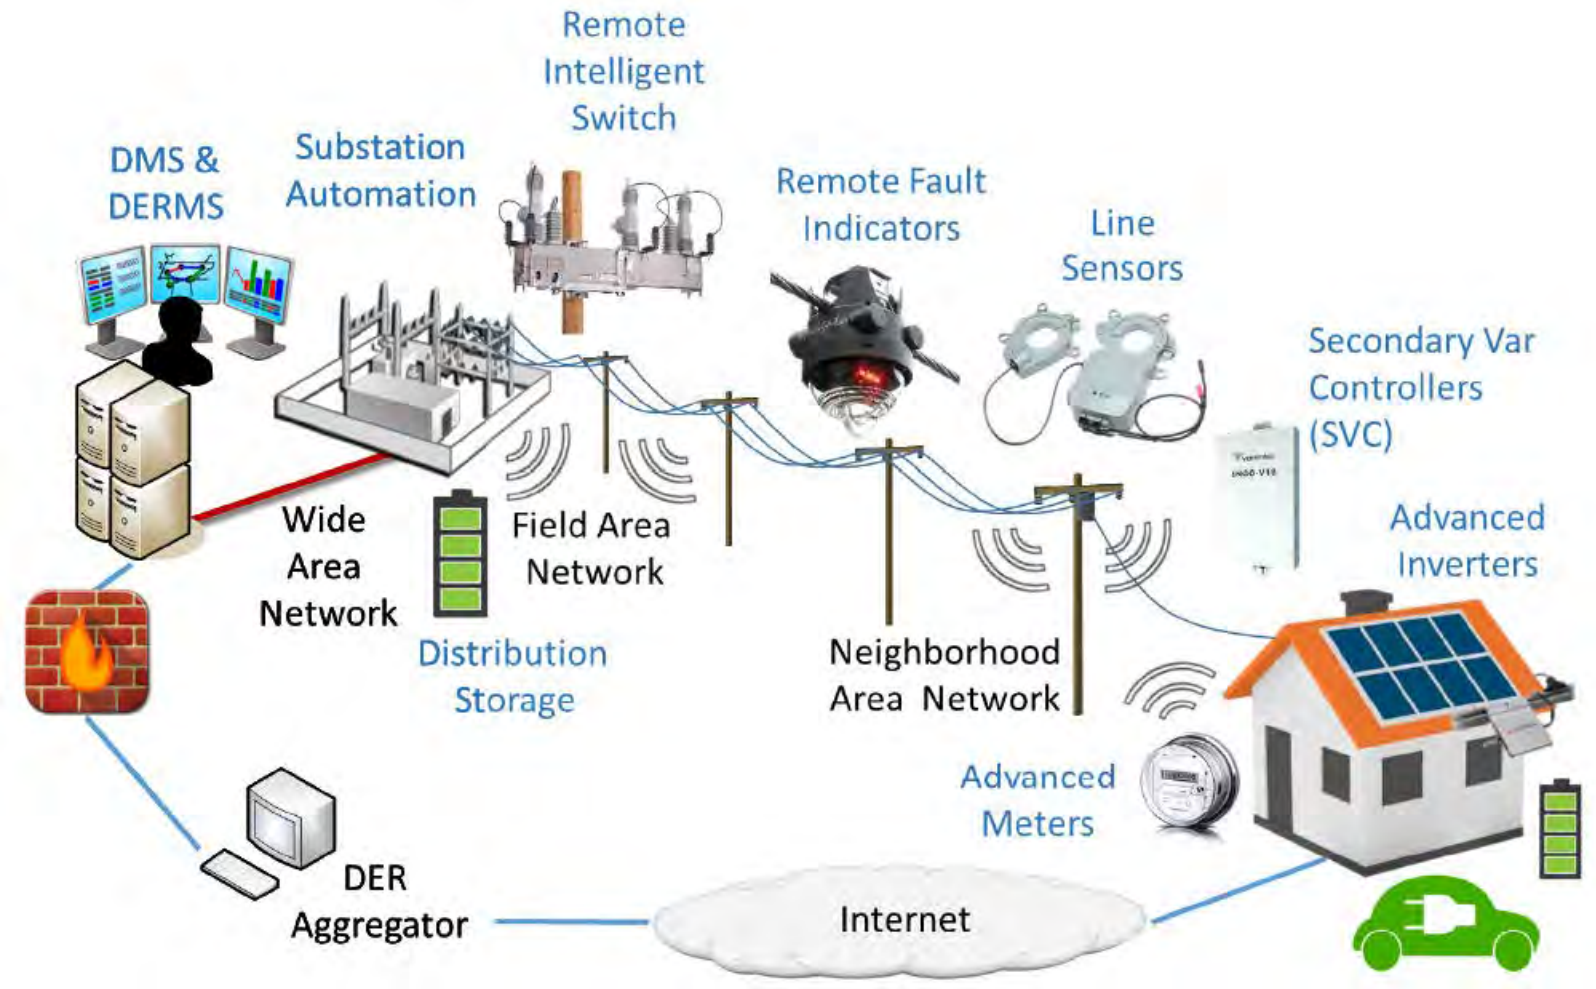 Remote
Intelligent
Switch
DMS &
DERMS
Substation
Automation
Remote Fault
Indicators
Line
Sensors
Secondary Var
Controllers
(SVC)
Advanced
Inverters
Wide
Area
Network
Field Area
Network
Distribution
Storage
Neighborhood
Area Network
Advanced
Meters
DER
Aggregator
Internet